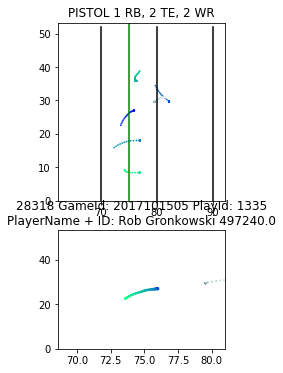 PISTOL 1 RB, 2 TE, 2 WR
50
40
30
20
10
0
70 80 90
28318 GameId: 2017101505 PlayId: 1335
PlayerName + ID: Rob Gronkowski 497240.0
40
20
0
70.0 72.5 75.0 77.5 80.0